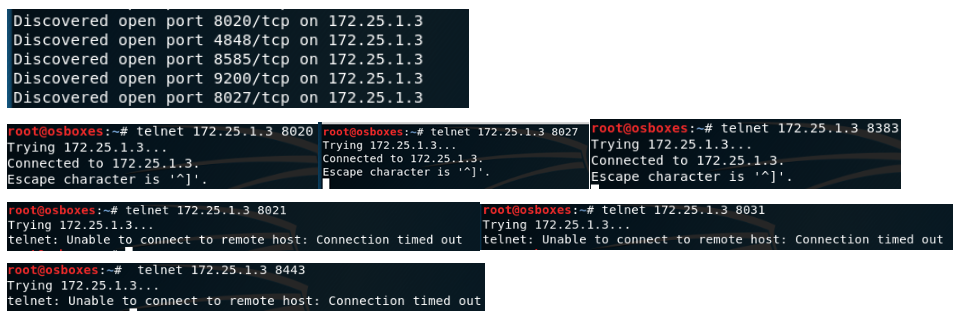 Discovered open port 8020/tcp on 172.25.1.3
Discovered open port 4848/tcp on 172.25.1.3
Discovered open port 8585/tcp on 172.25.1.3
Discovered open port 9200/tcp on 172.25.1.3
Discovered open port 8027/tcp on 172.25.1.3
root@osboxes:~# telnet 172.25.1.3 8020
Trying 172.25.1.3...
Connected to 172.25.1.3.
Escape character is '^]'.
root@osboxes:~# telnet 172.25.1.3 8027
Trying 172.25.1.3...
Connected to 172.25.1.3.
Escape character is '^]'.
root@osboxes:~# telnet 172.25.1.3 8383
Trying 172.25.1.3...
Connected to 172.25.1.3.
Escape character is '^]'.
root@osboxes:~# telnet 172.25.1.3 8021
Trying 172.25.1.3...
telnet: Unable to connect to remote host: Connection timed out
root@osboxes:~# telnet 172.25.1.3 8031
Trying 172.25.1.3...
telnet: Unable to connect to remote host: Connection timed out
root@osboxes:~#  telnet 172.25.1.3 8443
Trying 172.25.1.3...
telnet: Unable to connect to remote host: Connection timed out